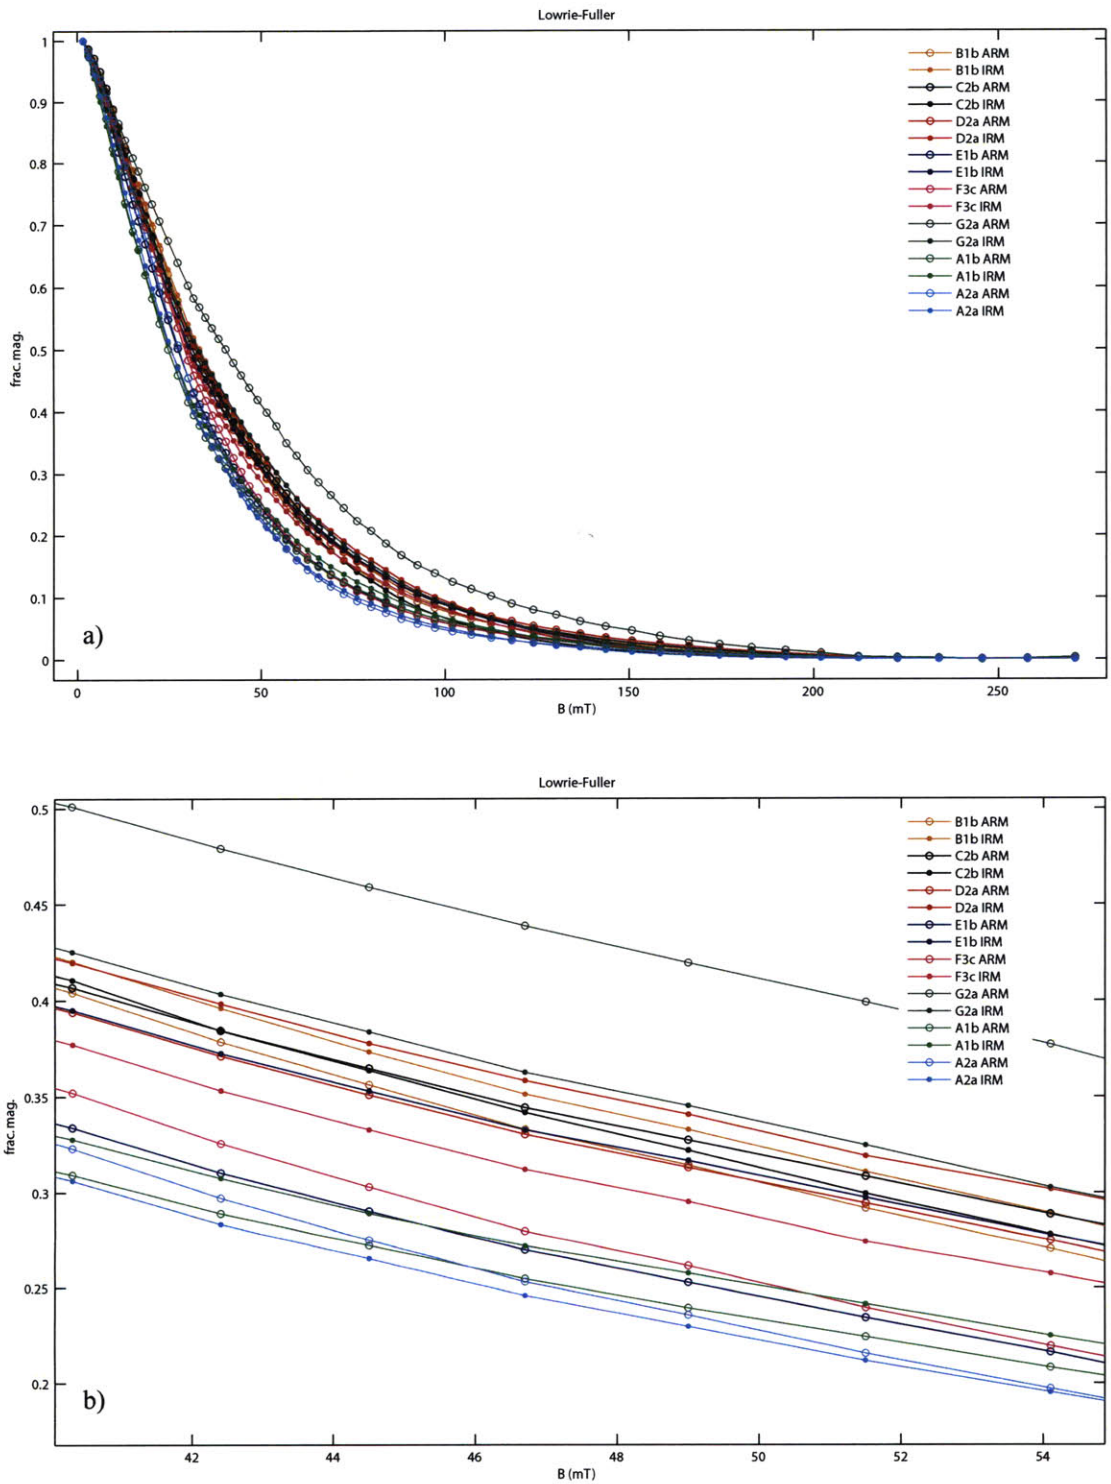 Lowrie-Fuller
1
0.9
0.8
0.7
0.6
0.5
0.4
0.3
0.2
0.1
0
frac. mag.
B1b ARM
B1b IRM
C2b ARM
C2b IRM
D2a ARM
D2a IRM
E1b ARM
E1b IRM
F3c ARM
F3c IRM
G2a ARM
G2a IRM
A1b ARM
A1b IRM
A2a ARM
A2a IRM
a)
0 50 100 150 200 250
B (mT)
Lowrie-Fuller
0.5
0.45
0.4
0.35
0.3
0.25
0.2
frac. mag.
B1b ARM
B1b IRM
C2b ARM
C2b IRM
D2a ARM
D2a IRM
E1b ARM
E1b IRM
F3c ARM
F3c IRM
G2a ARM
G2a IRM
A1b ARM
A1b IRM
A2a ARM
A2a IRM
b)
42 44 46 48 50 52 54
B (mT)